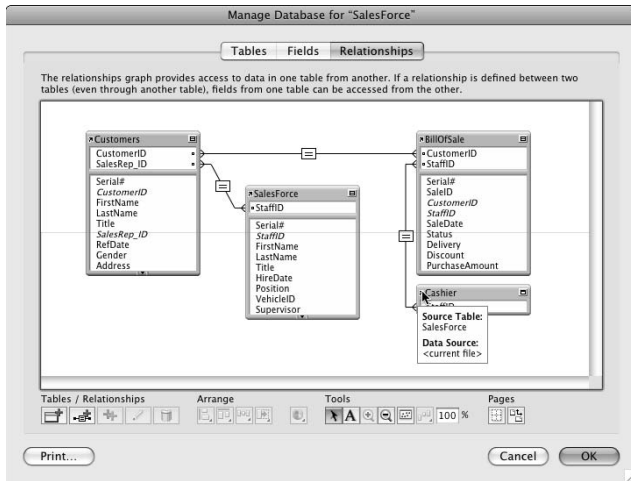 Manage Database for “SalesForce”
Tables Fields Relationships
The relationships graph provides access to data in one table from another. If a relationship is defined between two
tables (even through another table), fields from one table can be accessed from the other.
Customers
CustomerID
SalesRep_ID
Serial#
CustomerID
FirstName
LastName
Title
SalesRep_ID
RefDate
Gender
Address
=
=
SalesForce
StaffID
Serial#
StaffID
FirstName
LastName
Title
HireDate
Position
VehicleID
Supervisor
BillOfSale
CustomerID
StaffID
Serial#
SaleID
CustomerID
StaffID
SaleDate
Status
Delivery
Discount
PurchaseAmount
=
Cashier
Source Table:
SalesForce
Data Source:
<current file>
Tables / Relationships Arrange Tools Pages
A 100 %
Print... Cancel OK